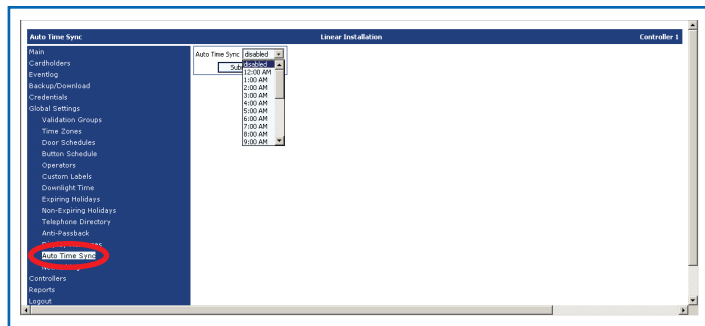 Auto Time Sync Linear Installation Controller 1
Main
Cardholders
Eventlog
Backup/Download
Credentials
Global Settings
Validation Groups
Time Zones
Door Schedules
Button Schedule
Operators
Custom Labels
Downlight Time
Expiring Holidays
Non-Expiring Holidays
Telephone Directory
Anti-Passback
Auto Time Sync
Controllers
Reports
Logout
Auto Time Sync disabled
disabled
12:00 AM
1:00 AM
2:00 AM
3:00 AM
4:00 AM
5:00 AM
6:00 AM
7:00 AM
8:00 AM
9:00 AM